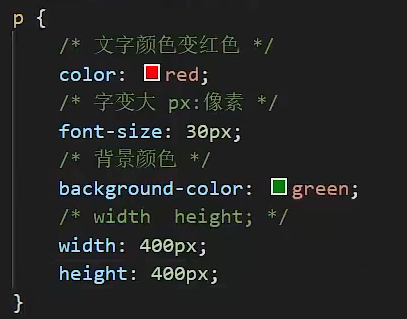 p {
/* 文字颜色变红色 */
color: red;
/* 字变大 px:像素 */
font-size: 30px;
/* 背景颜色 */
background-color: green;
/* width  height; */
width: 400px;
height: 400px;
}